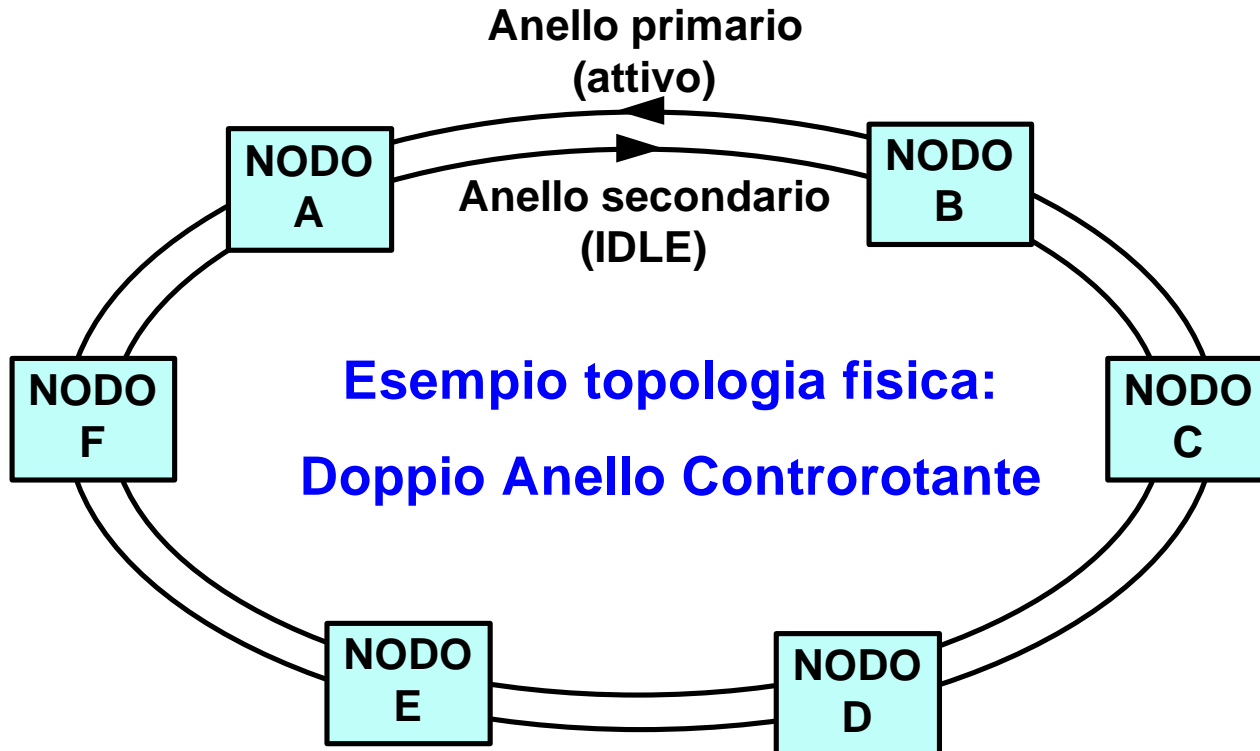 Anello primario
(attivo)
NODO
A
NODO
B
Anello secondario
(IDLE)
NODO
F
Esempio topologia fisica:
Doppio Anello Controrotante
NODO
C
NODO
E
NODO
D